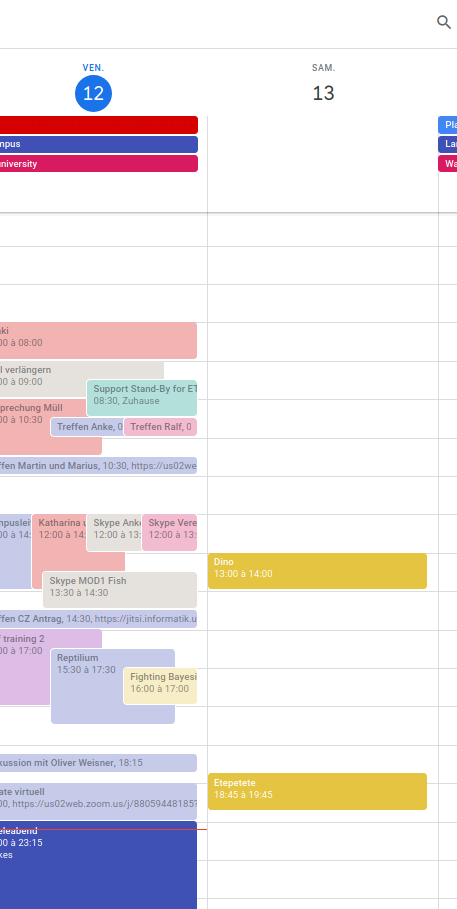 VEN.
12
SAM.
13
mpus
university
Pla
Lau
Wa
ki
00 à 08:00
l verlängern
00 à 09:00
Support Stand-By for ET
08:30, Zuhause
prechung Müll
00 à 10:30
Treffen Anke, 0
Treffen Ralf, 0
ffen Martin und Marius, 10:30, https://us02we
mpuslei
00 à 14:
Katharina u
12:00 à 14:
Skype Anke
12:00 à 13:
Skype Vere
12:00 à 13:
Dino
13:00 à 14:00
Skype MOD1 Fish
13:30 à 14:30
ffen CZ Antrag, 14:30, https://jitsi.informatik.u
training 2
00 à 17:00
Reptilium
15:30 à 17:30
Fighting Bayesi
16:00 à 17:00
kussion mit Oliver Weisner, 18:15
Etepetete
18:45 à 19:45
ate virtuell
00, https://us02web.zoom.us/j/88059448185?
eleabend
00 à 23:15
kes